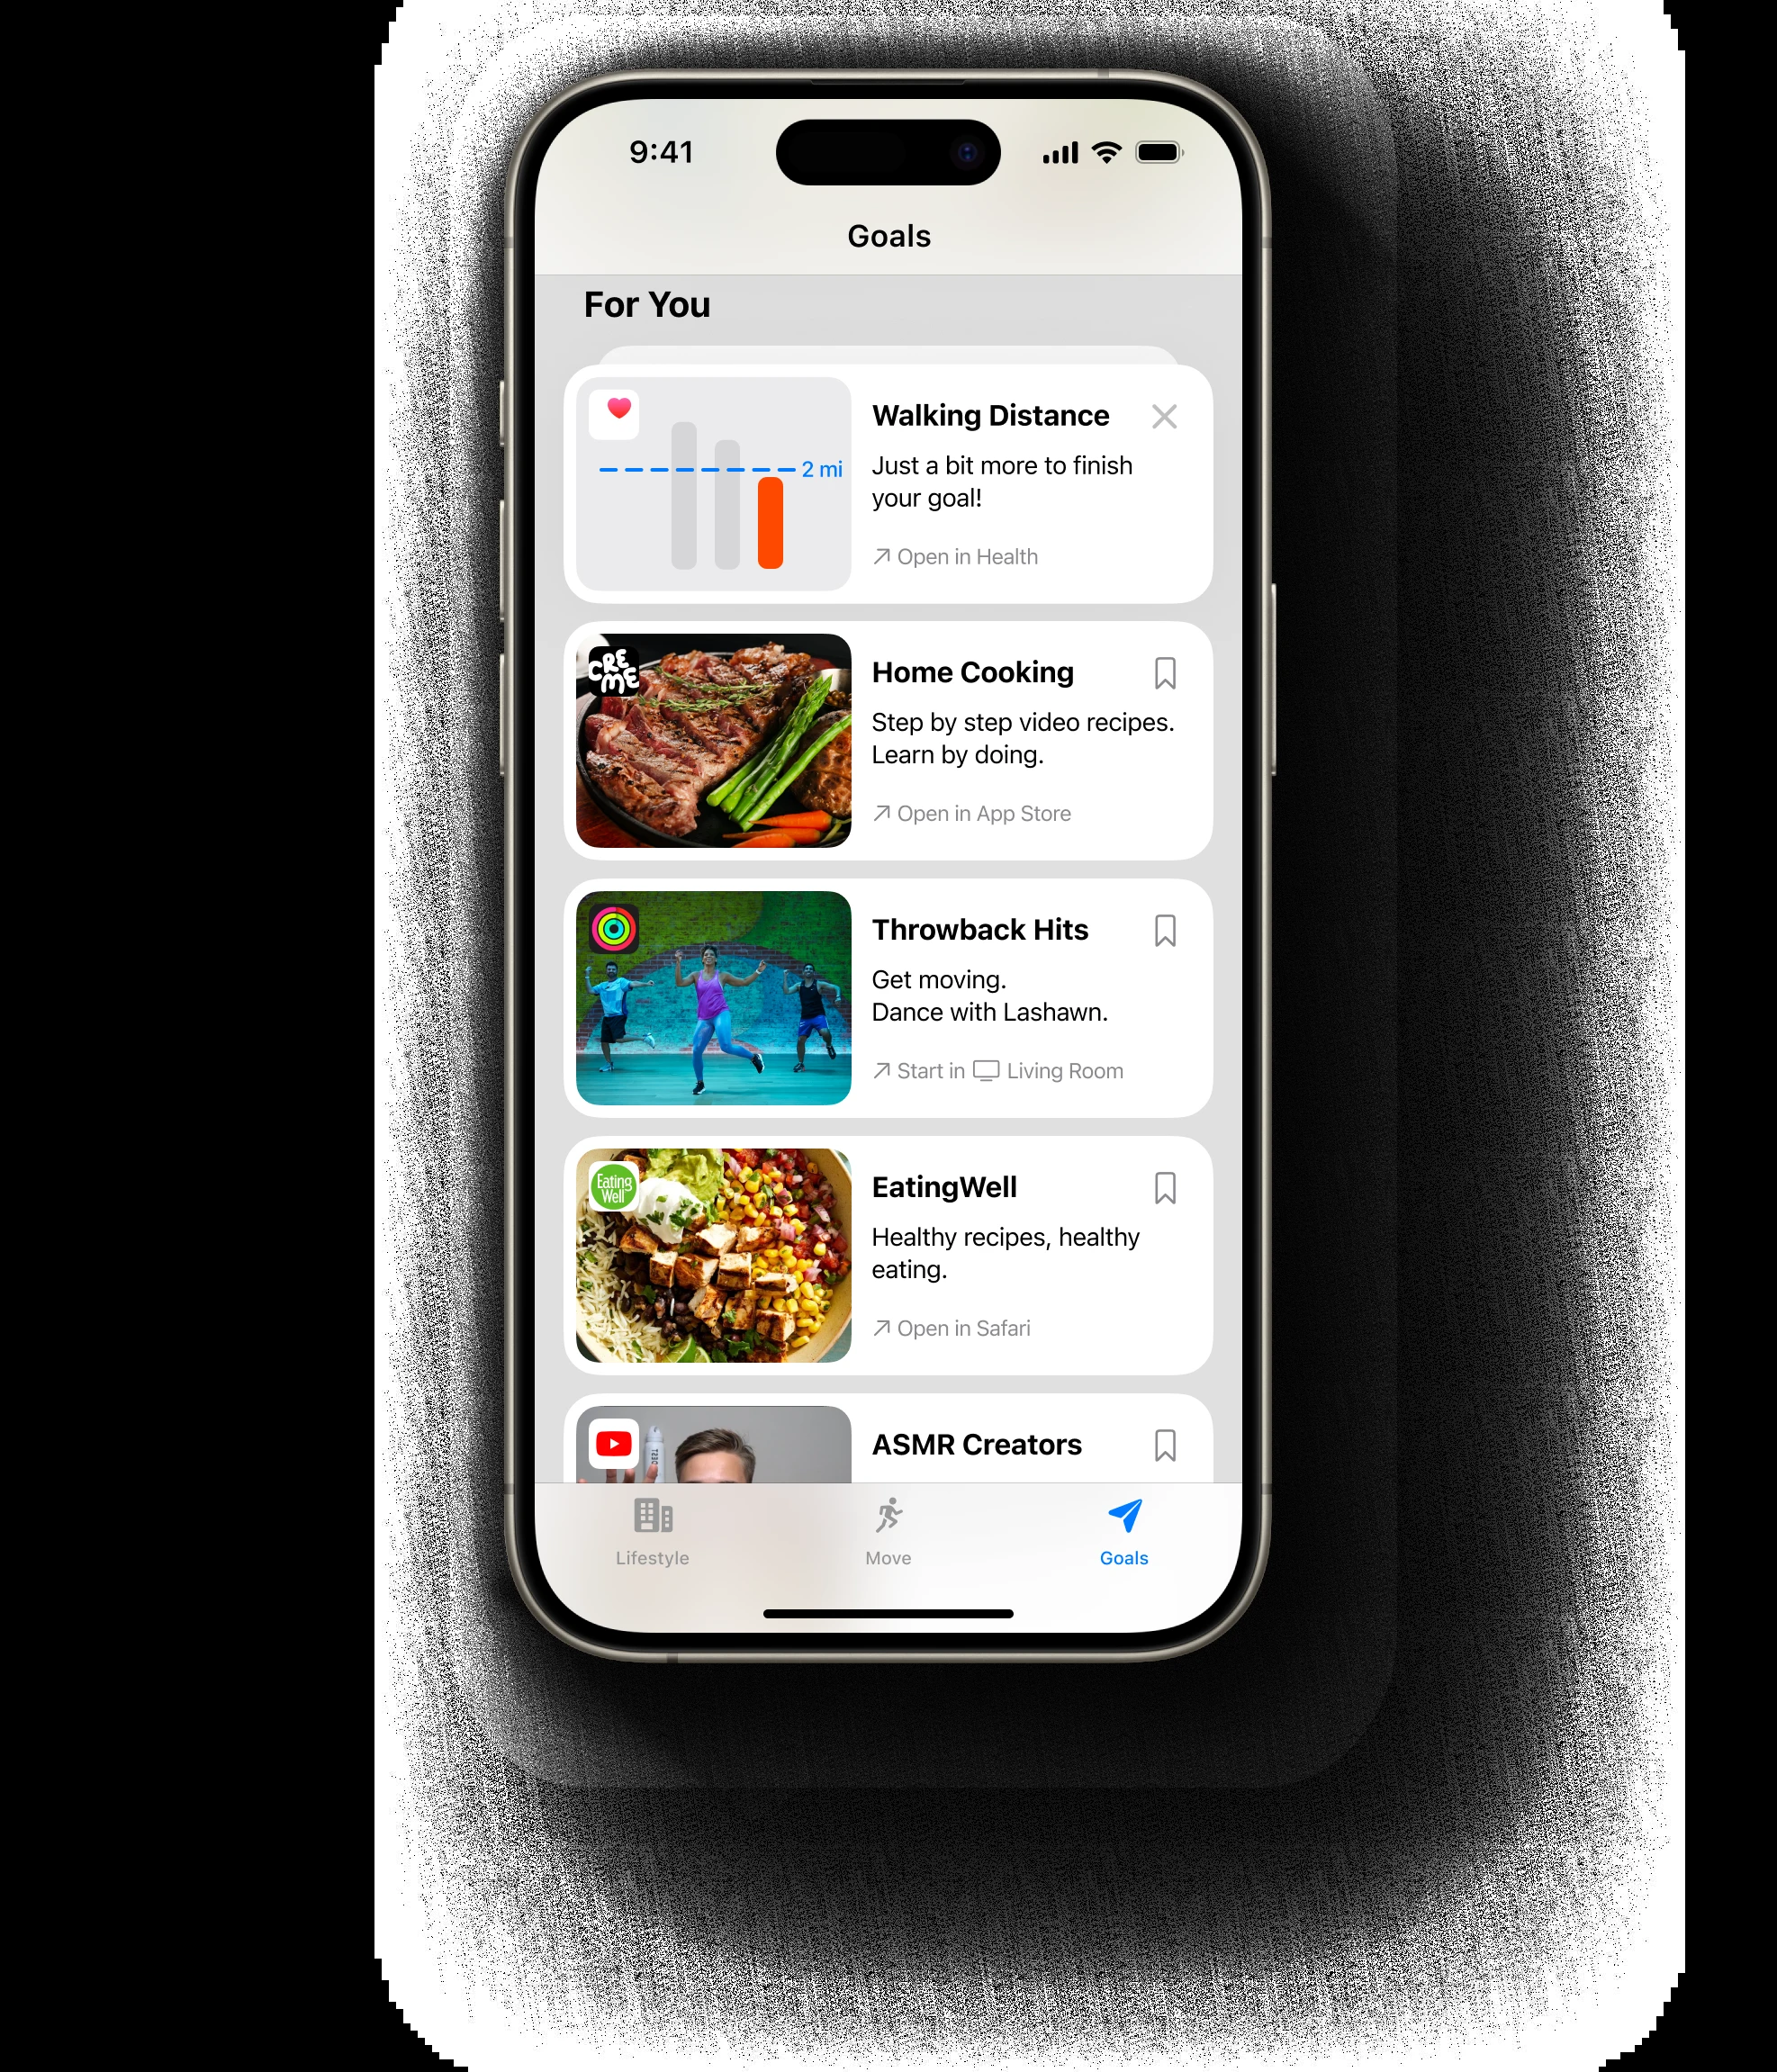 9:41
Goals
For You
2 mi
Walking Distance
Just a bit more to finish
your goal!
Open in Health
CRE
ME
Home Cooking
Step by step video recipes.
Learn by doing.
Open in App Store
Throwback Hits
Get moving.
Dance with Lashawn.
Start in Living Room
Eating
Well
EatingWell
Healthy recipes, healthy
eating.
Open in Safari
ASMR Creators
Lifestyle
Move
Goals